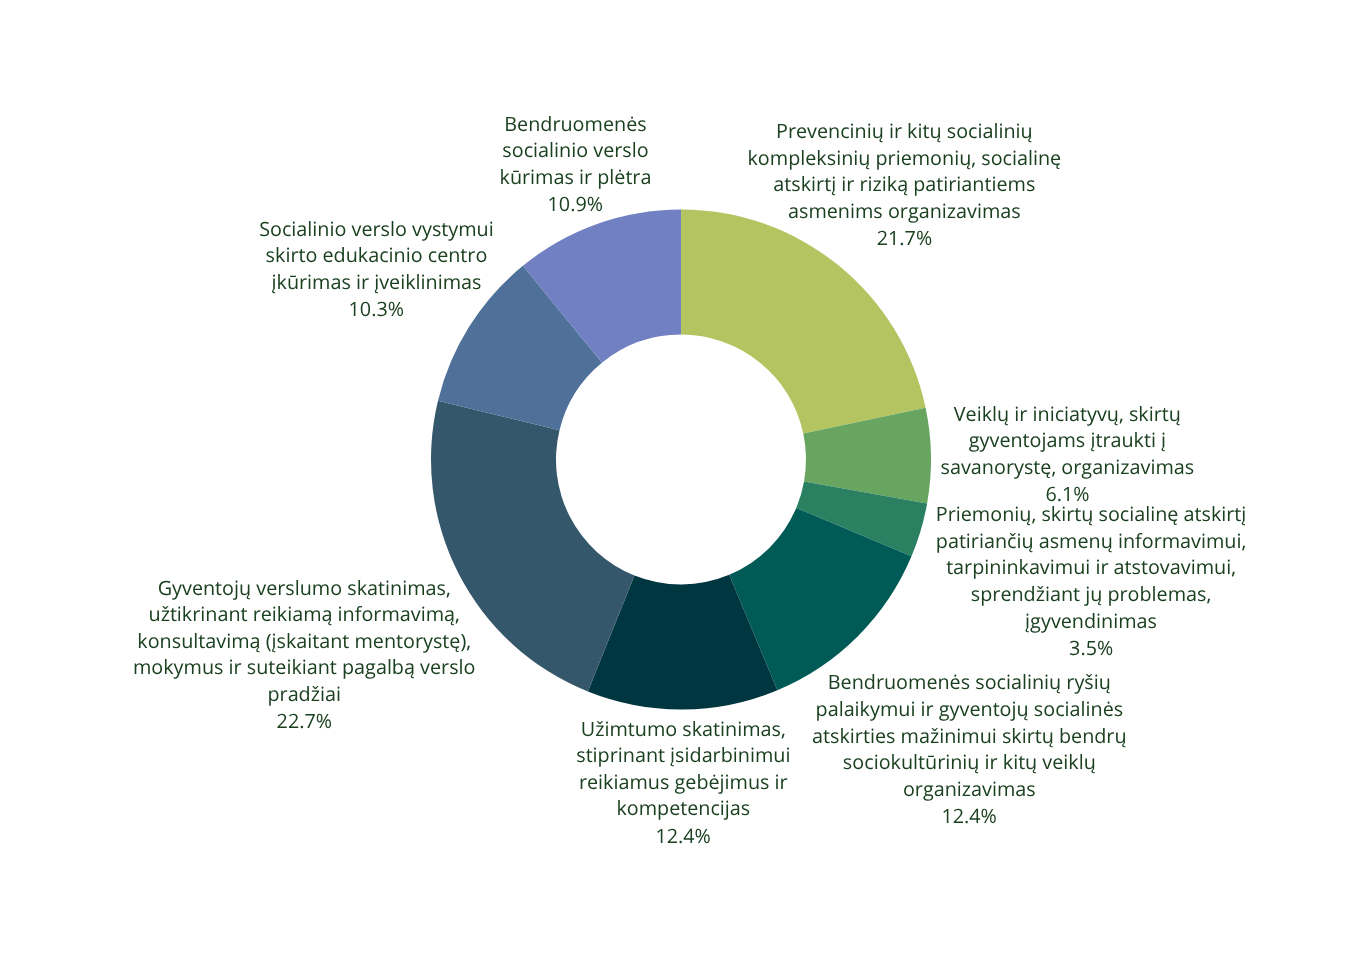 Bendruomenės
socialinio verslo
kūrimas ir plėtra
10.9%
Prevencinių ir kitų socialinių
kompleksinių priemonių, socialinę
atskirtį ir riziką patiriantiems
asmenims organizavimas
21.7%
Socialinio verslo vystymui
skirto edukacinio centro
įkūrimas ir įveiklinimas
10.3%
Veiklų ir iniciatyvų, skirtų
gyventojams įtraukti į
savanorystę, organizavimas
6.1%
Priemonių, skirtų socialinę atskirtį
patiriančių asmenų informavimui,
tarpininkavimui ir atstovavimui,
sprendžiant jų problemas,
įgyvendinimas
3.5%
Gyventojų verslumo skatinimas,
užtikrinant reikiamą informavimą,
konsultavimą (įskaitant mentorystę),
mokymus ir suteikiant pagalbą verslo
pradžiai
22.7%
Bendruomenės socialinių ryšių
palaikymui ir gyventojų socialinės
atskirties mažinimui skirtų bendrų
sociokultūrinių ir kitų veiklų
organizavimas
12.4%
Užimtumo skatinimas,
stiprinant įsidarbinimui
reikiamus gebėjimus ir
kompetencijas
12.4%